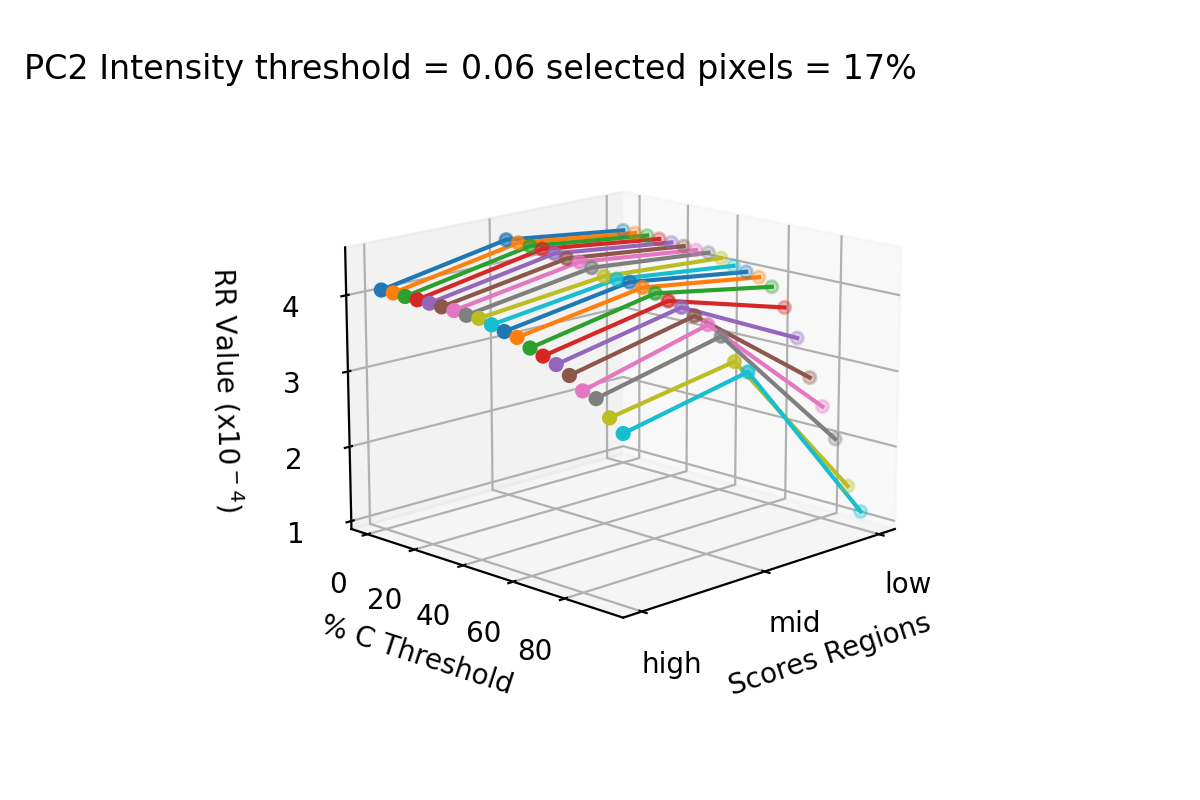 PC2 Intensity threshold = 0.06 selected pixels = 17%
RR Value (x10⁻⁴)
4
3
2
1
0
20
40
60
80
% C Threshold
high
mid
low
Scores Regions